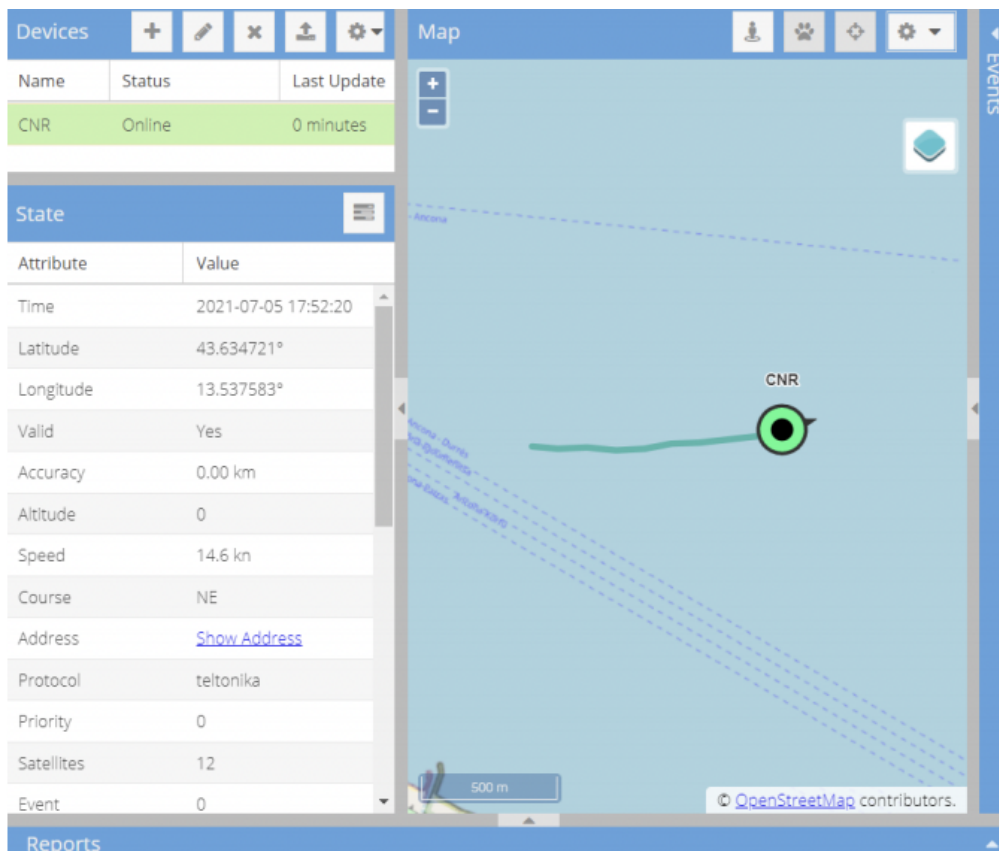 Devices
Name Status Last Update
CNR Online 0 minutes
State
Attribute Value
Time 2021-07-05 17:52:20
Latitude 43.634721°
Longitude 13.537583°
Valid Yes
Accuracy 0.00 km
Altitude 0
Speed 14.6 kn
Course NE
Address Show Address
Protocol teltonika
Priority 0
Satellites 12
Event 0
Map
+
−
- Ancona
CNR
Ancona - Durrës
500 m
© OpenStreetMap contributors.
Events
Reports